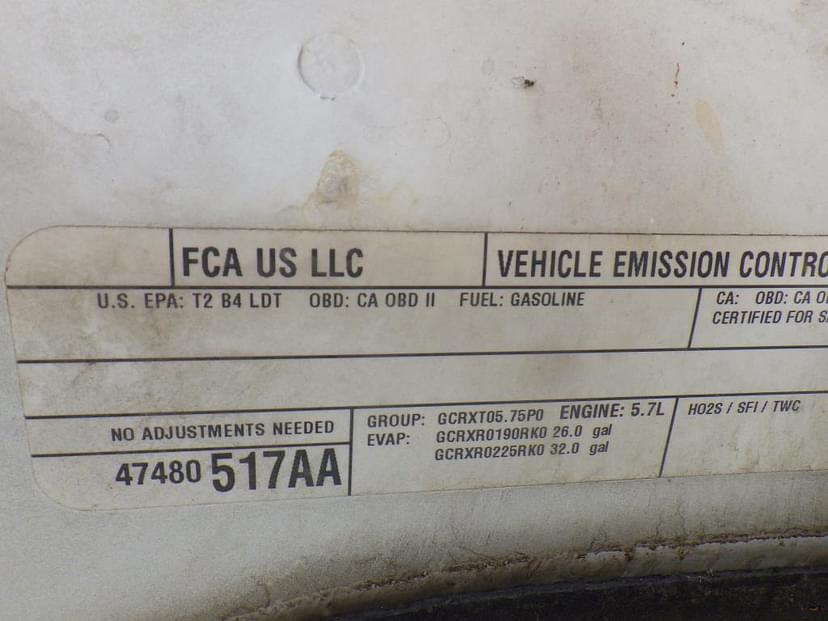 FCA US LLC
VEHICLE EMISSION
U.S. EPA: T2 B4 LDT OBD: CA OBD II FUEL: GASOLINE
CA: OBD: CA
CERTIFIED FOR
NO ADJUSTMENTS NEEDED
47480 517AA
GROUP: GCRXT05.75P0 ENGINE: 5.7L
EVAP: GCRXR0190RK0 26.0 gal
GCRXR0225RK0 32.0 gal
HO2S / SFI / TWC